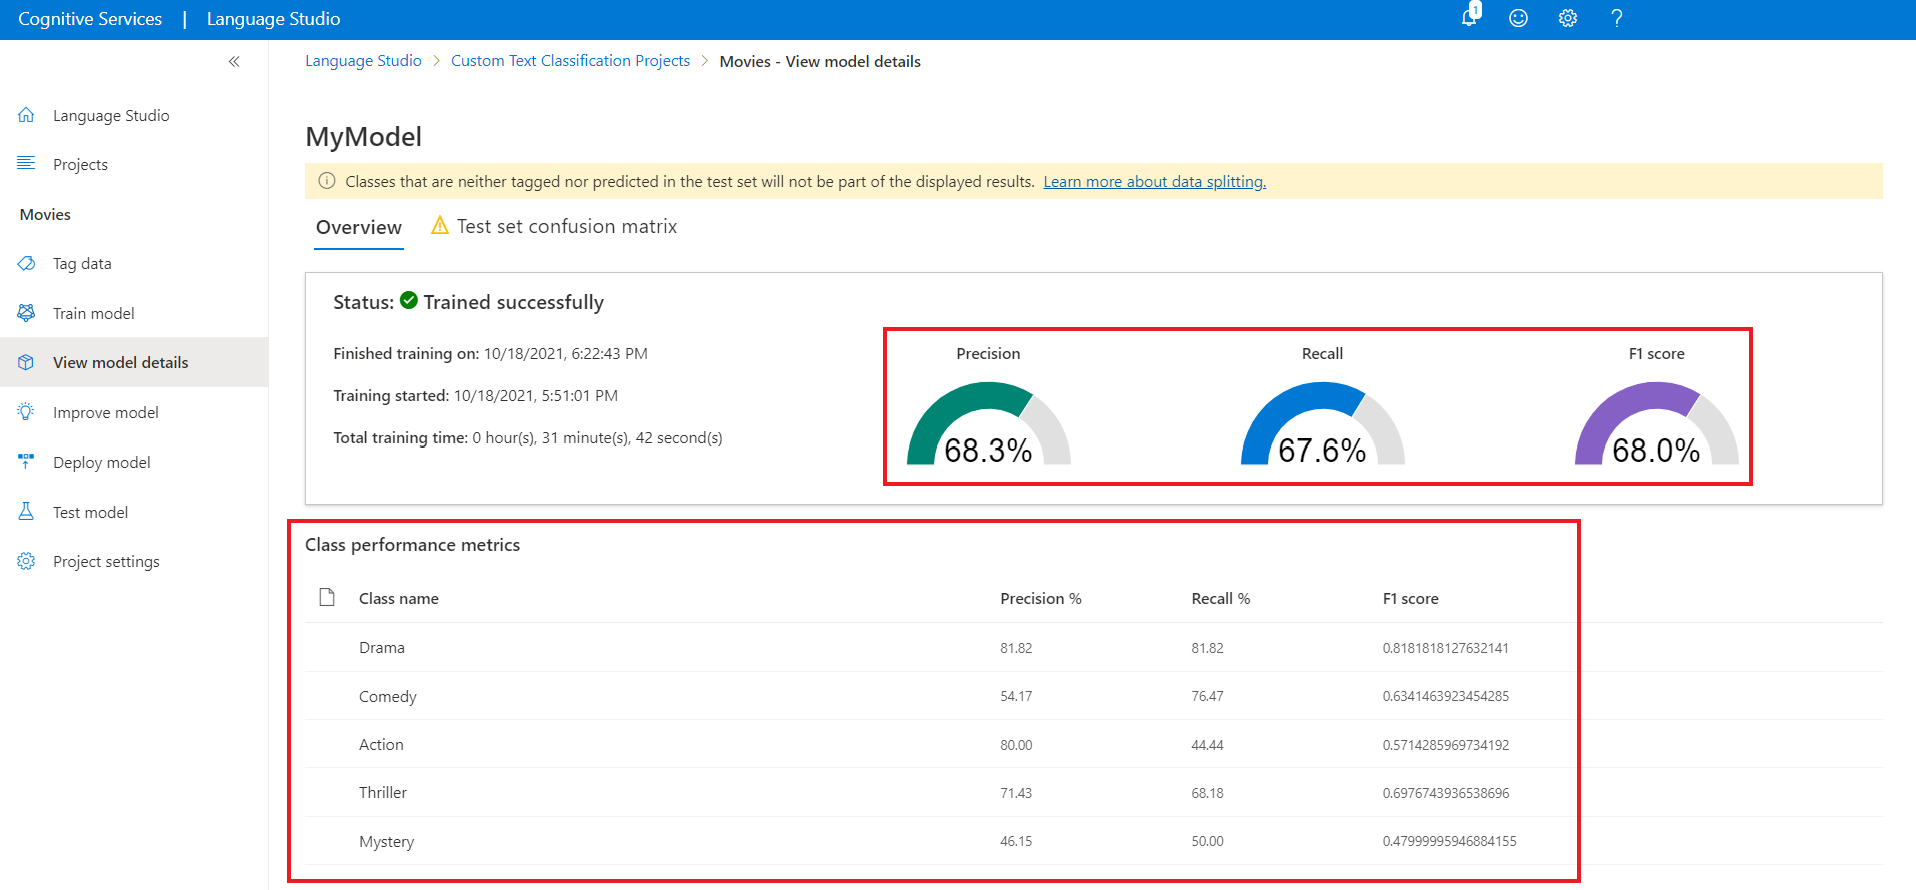 Cognitive Services | Language Studio 1 ?
Language Studio > Custom Text Classification Projects > Movies - View model details
Language Studio
Projects
Movies
Tag data
Train model
View model details
Improve model
Deploy model
Test model
Project settings
MyModel
Classes that are neither tagged nor predicted in the test set will not be part of the displayed results. Learn more about data splitting.
Overview Test set confusion matrix
Status: Trained successfully
Finished training on: 10/18/2021, 6:22:43 PM
Training started: 10/18/2021, 5:51:01 PM
Total training time: 0 hour(s), 31 minute(s), 42 second(s)
Precision Recall F1 score
68.3% 67.6% 68.0%
Class performance metrics
Class name Precision % Recall % F1 score
Drama 81.82 81.82 0.8181818127632141
Comedy 54.17 76.47 0.6341463923454285
Action 80.00 44.44 0.5714285969734192
Thriller 71.43 68.18 0.6976743936538696
Mystery 46.15 50.00 0.47999995946884155